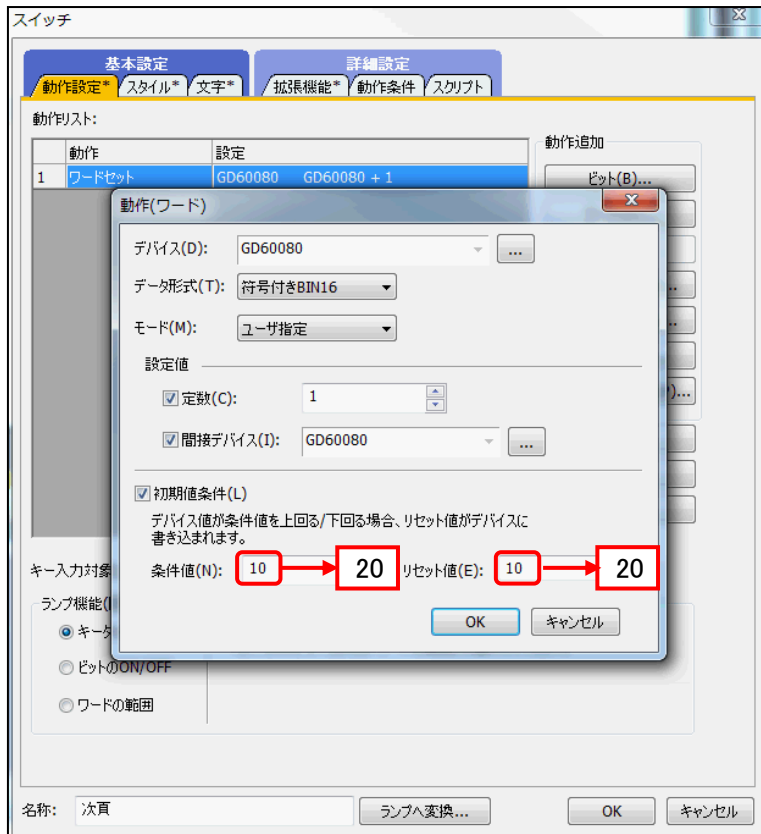 スイッチ
基本設定 詳細設定
動作設定* スタイル* 文字* 拡張機能* 動作条件 スクリプト
動作リスト:
動作追加
動作 設定
1 ワードセット GD60080 GD60080 + 1
ビット(B)...
動作(ワード)
デバイス(D): GD60080 ...
データ形式(T): 符号付きBIN16
モード(M): ユーザ指定
設定値
定数(C): 1
間接デバイス(I): GD60080 ...
初期値条件(L)
デバイス値が条件値を上回る/下回る場合、リセット値がデバイスに
書き込まれます。
条件値(N): 10 20 リセット値(E): 10 20
OK キャンセル
キー入力対象
ランプ機能(
キー
ビットのON/OFF
ワードの範囲
名称: 次頁 ランプへ変換... OK キャンセル